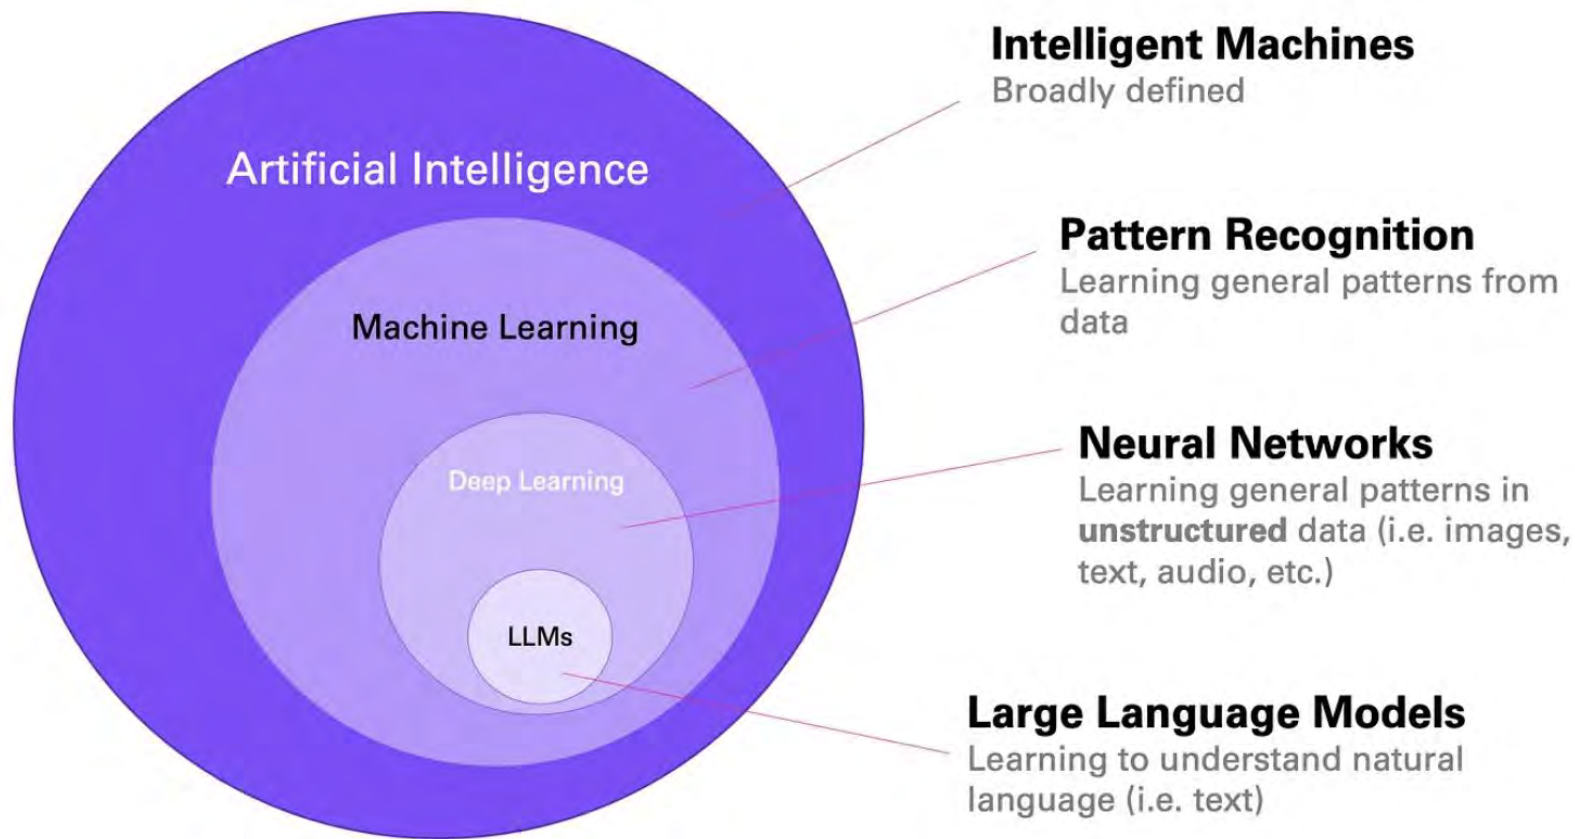 Artificial Intelligence
Machine Learning
Deep Learning
LLMs
Intelligent Machines
Broadly defined
Pattern Recognition
Learning general patterns from
data
Neural Networks
Learning general patterns in
unstructured data (i.e. images,
text, audio, etc.)
Large Language Models
Learning to understand natural
language (i.e. text)